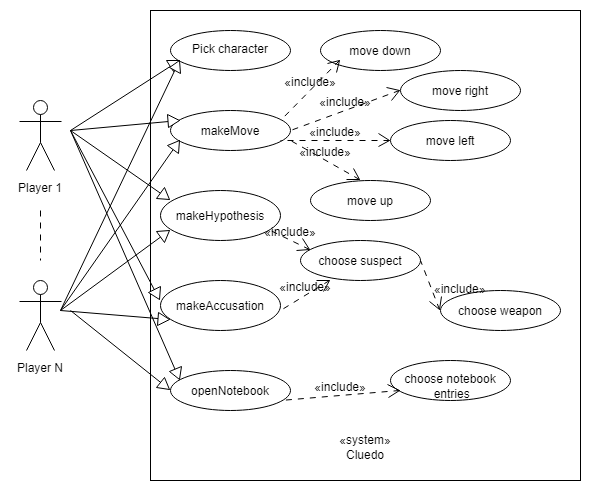 Pick character
move down
«include»
move right
«include»
makeMove
«include»
move left
«include»
Player 1
move up
makeHypothesis
«include»
choose suspect
«include»
«include»
makeAccusation
choose weapon
Player N
openNotebook
«include»
choose notebook
entries
«system»
Cluedo